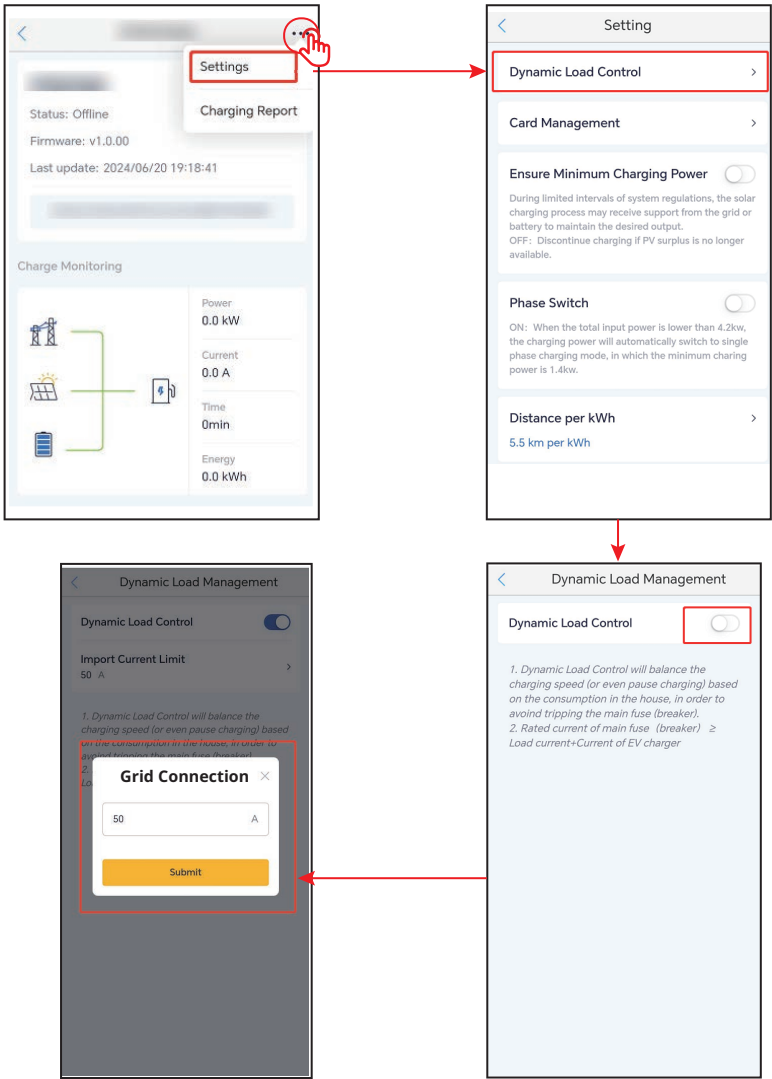 Settings
Charging Report
Status: Offline
Firmware: v1.0.00
Last update: 2024/06/20 19:18:41
Charge Monitoring
Power
0.0 kW
Current
0.0 A
Time
0min
Energy
0.0 kWh
Setting
Dynamic Load Control
Card Management
Ensure Minimum Charging Power
During limited intervals of system regulations, the solar
charging process may receive support from the grid or
battery to maintain the desired output.
OFF: Discontinue charging if PV surplus is no longer
available.
Phase Switch
ON: When the total input power is lower than 4.2kw,
the charging power will automatically switch to single
phase charging mode, in which the minimum charing
power is 1.4kw.
Distance per kWh
5.5 km per kWh
Dynamic Load Management
Dynamic Load Control
Import Current Limit
50 A
1. Dynamic Load Control will balance the
charging speed (or even pause charging) based
on the consumption in the house, in order to
avoind tripping the main fuse (breaker).
2.
Lo
Grid Connection
50 A
Submit
Dynamic Load Management
Dynamic Load Control
1. Dynamic Load Control will balance the
charging speed (or even pause charging) based
on the consumption in the house, in order to
avoind tripping the main fuse (breaker).
2. Rated current of main fuse (breaker) ≥
Load current+Current of EV charger